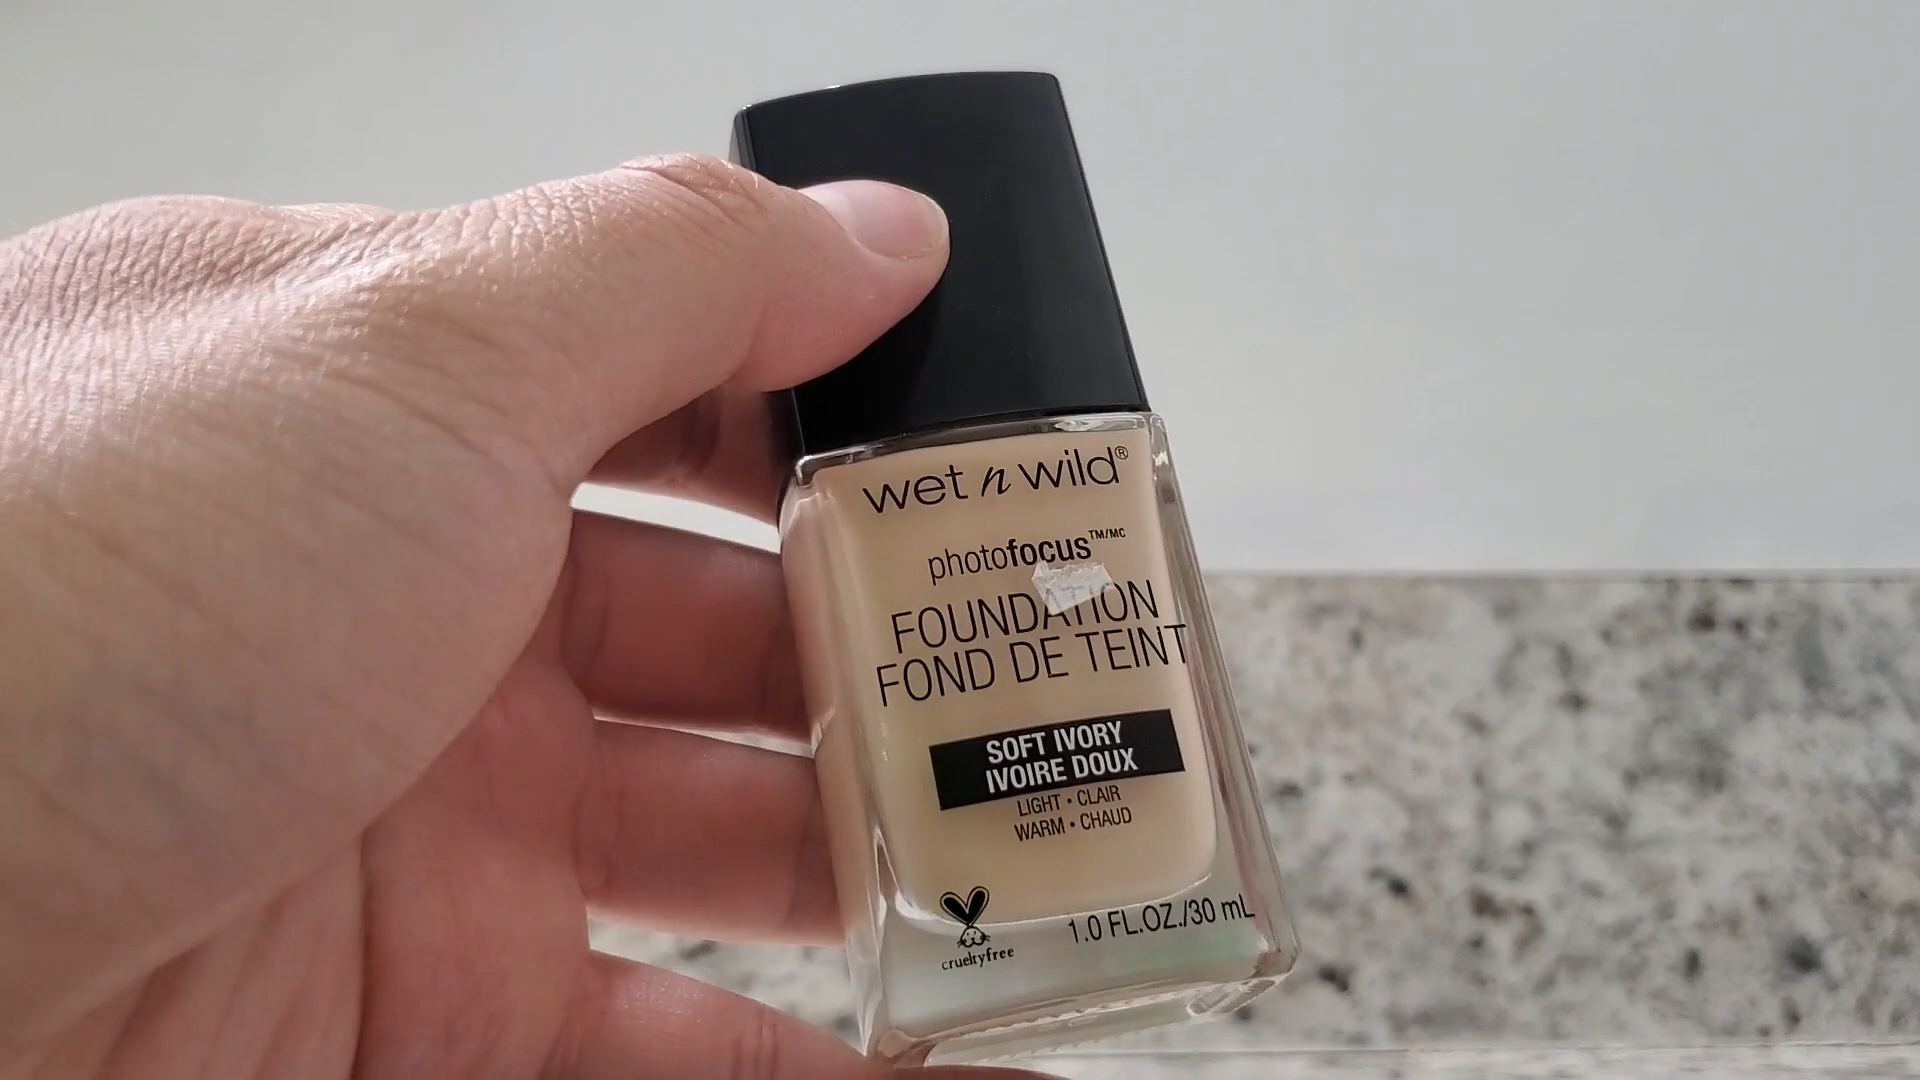 wet n wild®
photofocus™/MC
FOUNDATION
FOND DE TEINT
SOFT IVORY
IVOIRE DOUX
LIGHT • CLAIR
WARM • CHAUD
crueltyfree
1.0 FL.OZ./30 mL